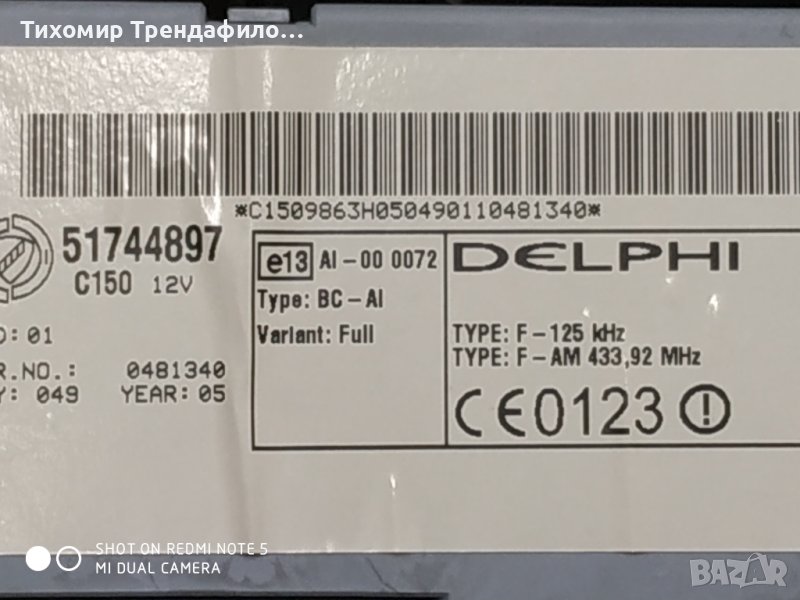 Тихомир Трендафило...
*C1509863H050490110481340*
51744897
C150 12V
e13 AI-00 0072
Type: BC-AI
Variant: Full
DELPHI
TYPE: F-125 kHz
TYPE: F-AM 433,92 MHz
CE0123
D: 01
R.NO.: 0481340
Y: 049 YEAR: 05
SHOT ON REDMI NOTE 5
MI DUAL CAMERA
BAZAR